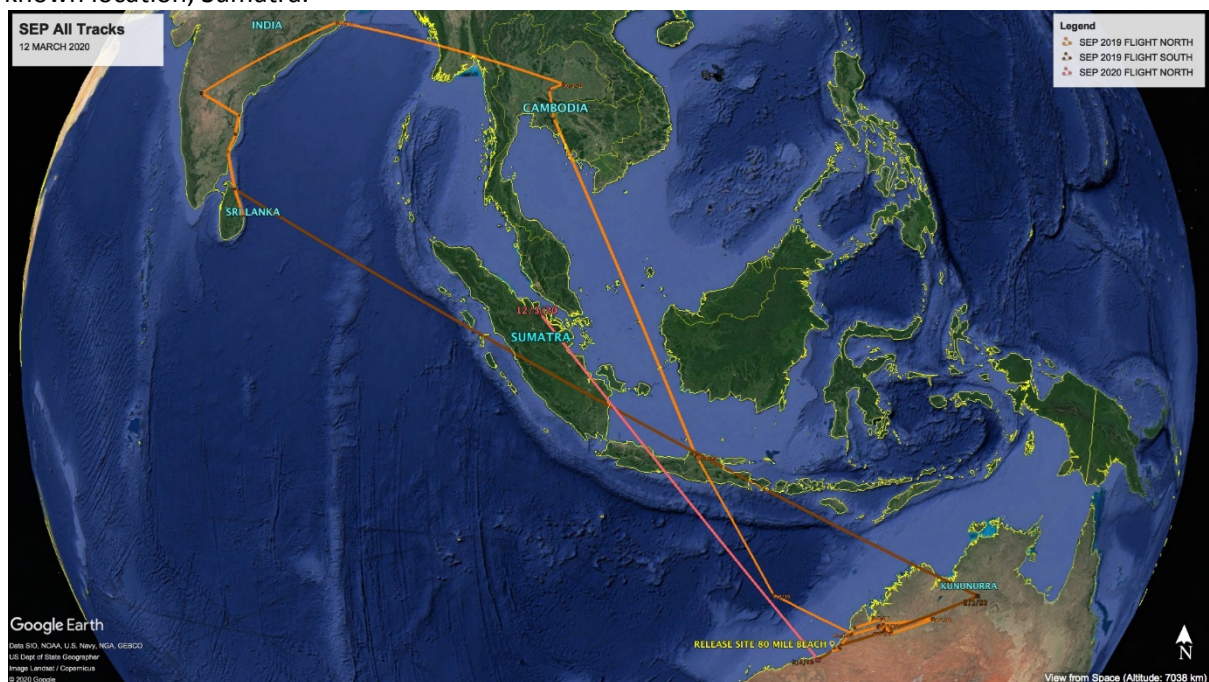 known location, Sumatra.
SEP All Tracks
12 MARCH 2020
Legend
SEP 2019 FLIGHT NORTH
SEP 2019 FLIGHT SOUTH
SEP 2020 FLIGHT NORTH
INDIA
CAMBODIA
SRI LANKA
SUMATRA
KUNUNURRA
RELEASE SITE 80 MILE BEACH
Google Earth
Data SIO, NOAA, U.S. Navy, NGA, GEBCO
US Dept of State Geographer
Image Landsat / Copernicus
© 2020 Google
N
View from Space (Altitude: 7038 km)